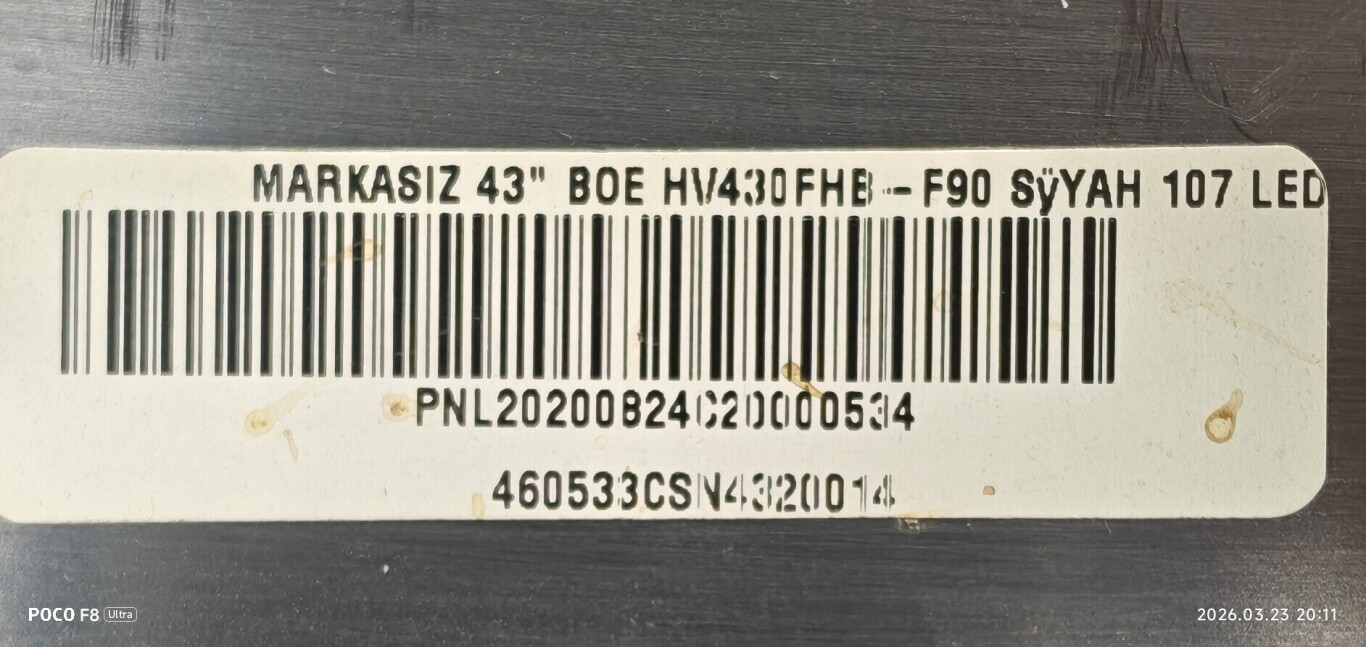 MARKASIZ 43" BOE HV430FHB-F90 SÿYAH 107 LED
PNL20200824C20000534
460533CSN4320014
POCO F8 Ultra
2026.03.23 20:11